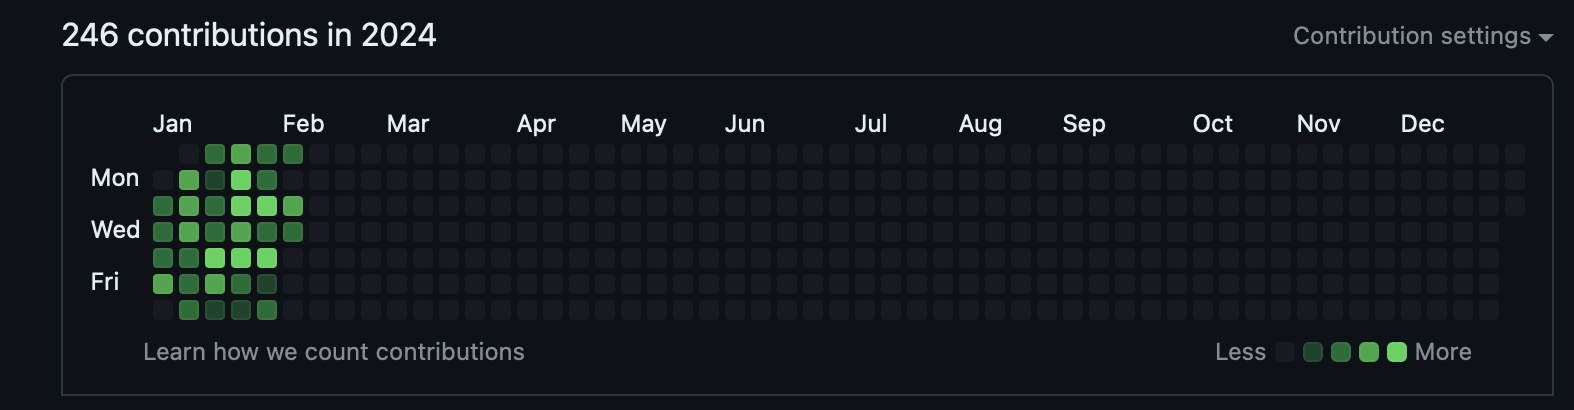 246 contributions in 2024
Contribution settings
Jan Feb Mar Apr May Jun Jul Aug Sep Oct Nov Dec
Mon
Wed
Fri
Learn how we count contributions
Less More